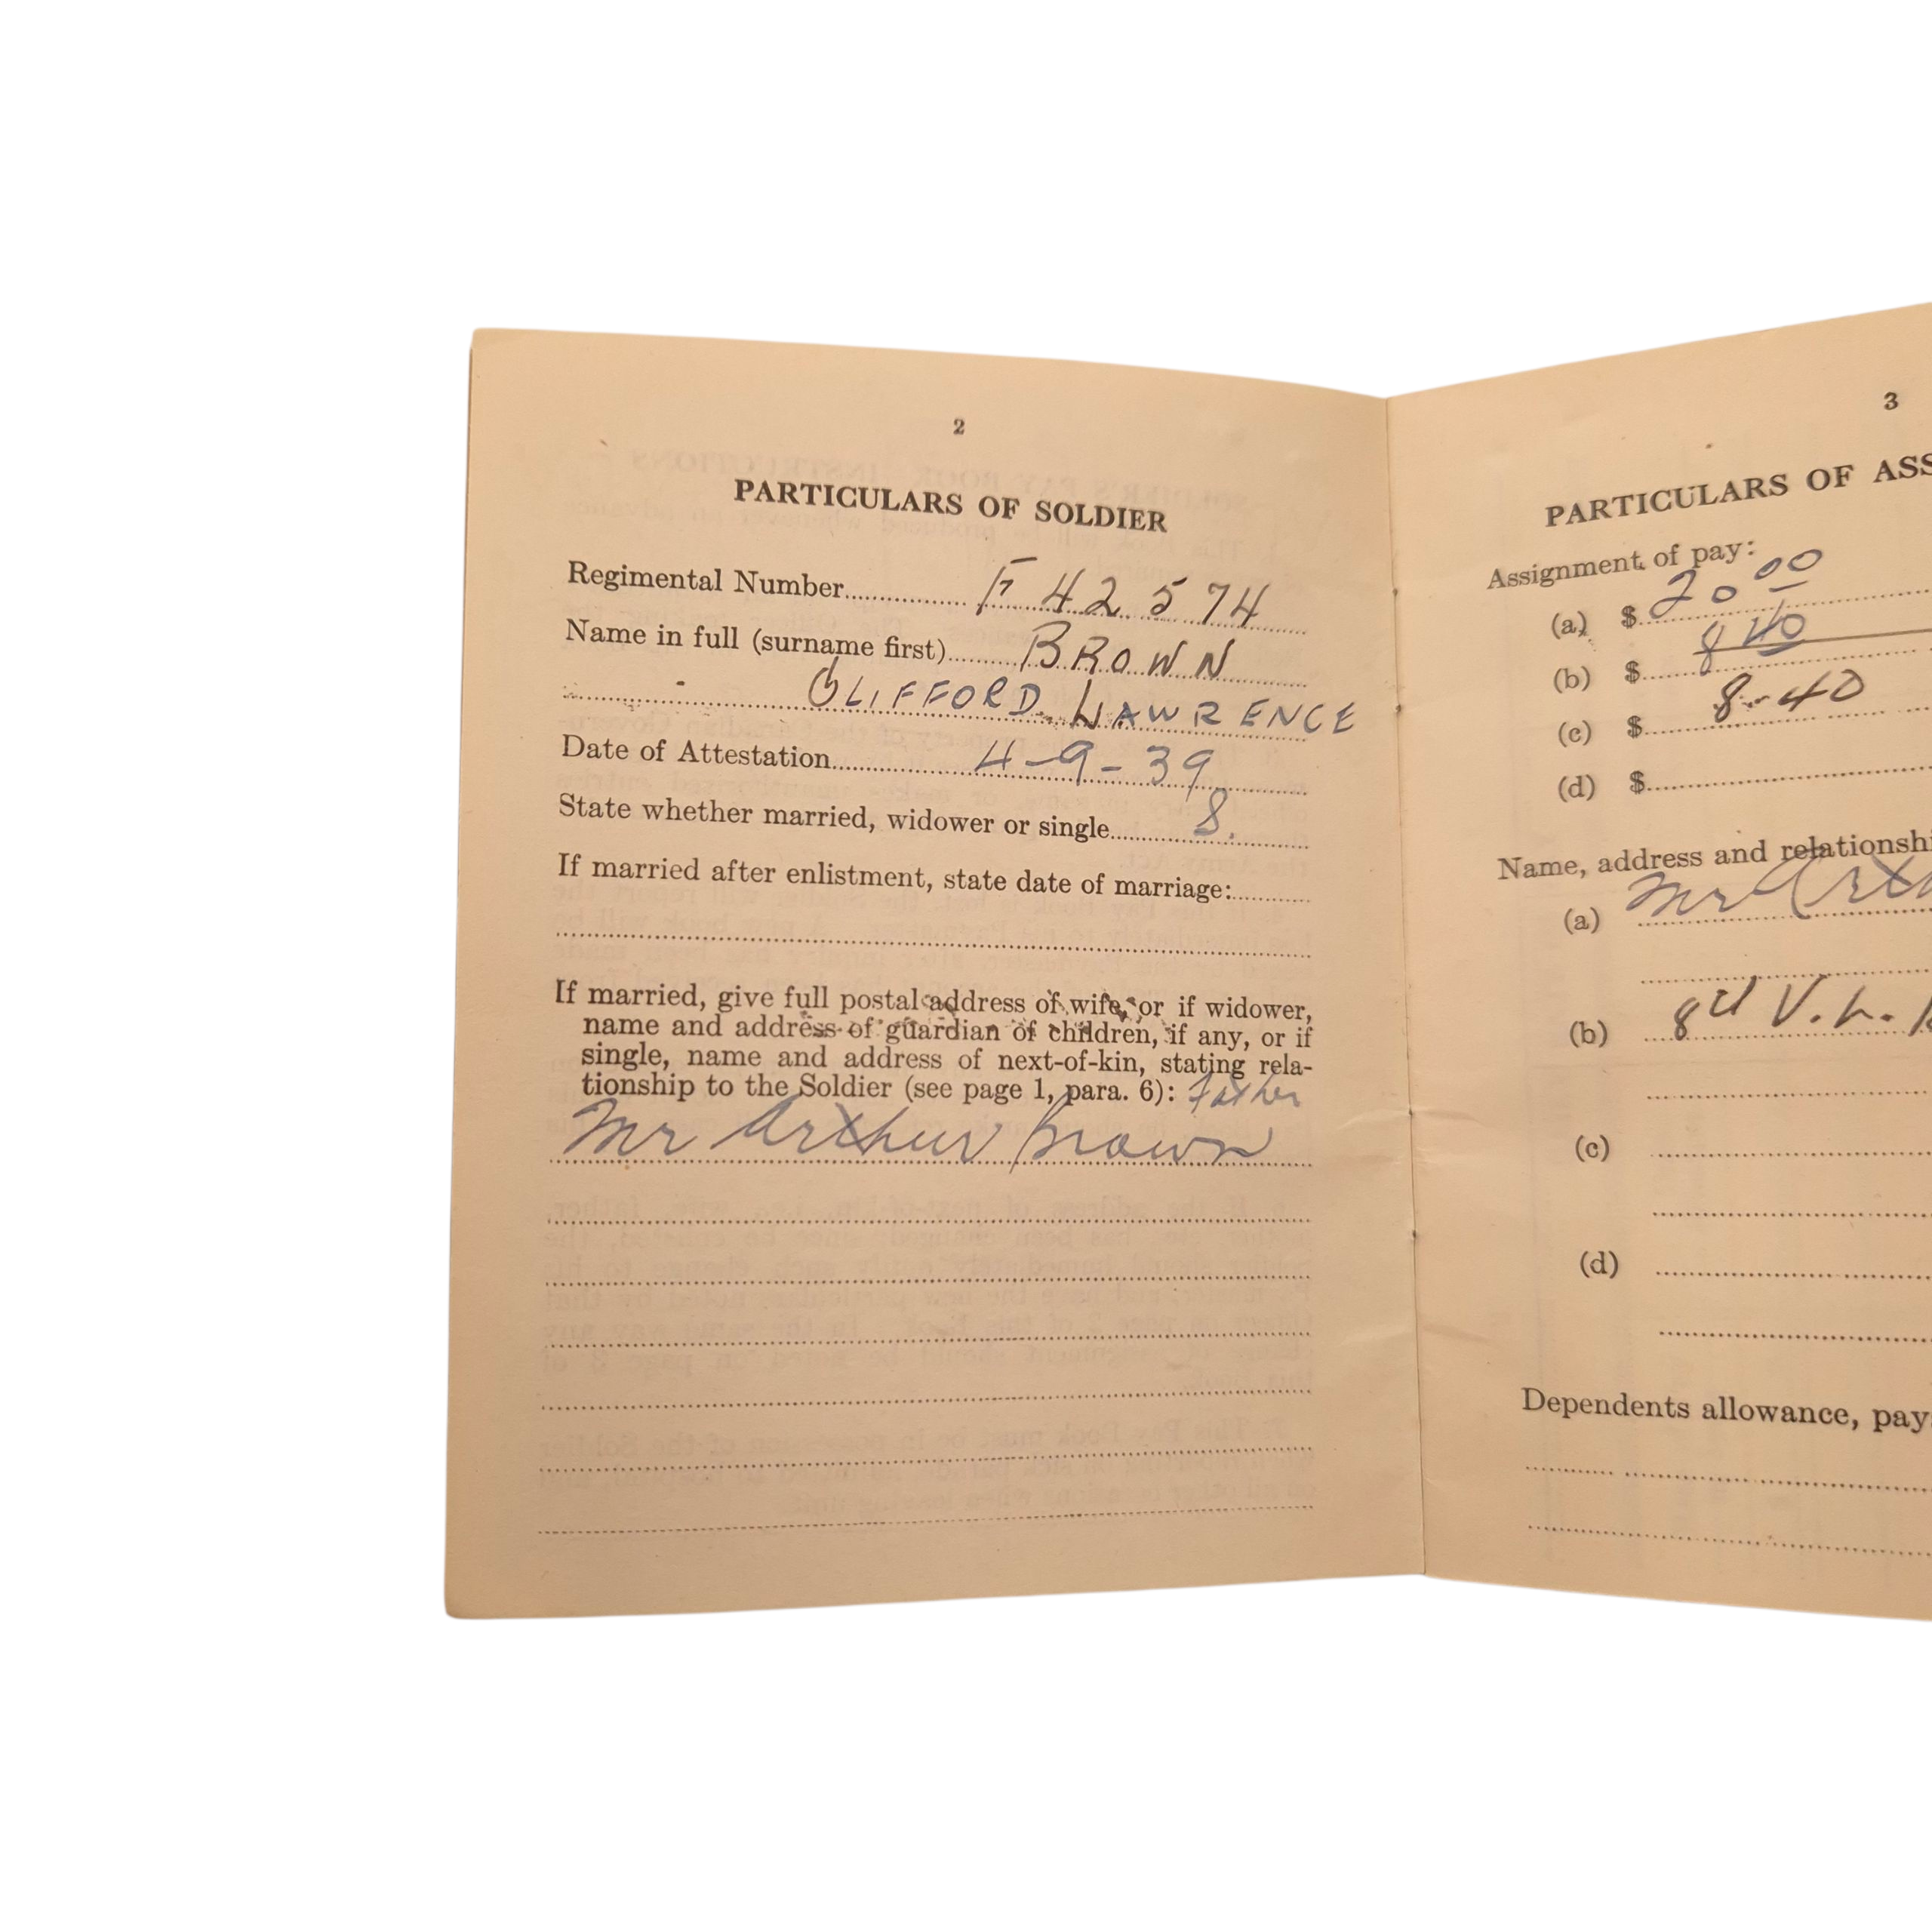 2
PARTICULARS OF SOLDIER
Regimental Number F 42574
Name in full (surname first) BROWN
CLIFFORD LAWRENCE
Date of Attestation 4-9-39
State whether married, widower or single S.
If married after enlistment, state date of marriage:
If married, give full postal address of wife, or if widower,
name and address of guardian of children, if any, or if
single, name and address of next-of-kin, stating rela-
tionship to the Soldier (see page 1, para. 6): Father
Mr Arthur Brown
3
PARTICULARS OF ASS
Assignment of pay:
(a) $ 20 00
(b) $ 8 40
(c) $ 8-40
(d) $
Name, address and relationshi
(a) Mr Arth
(b) V. L.
(c)
(d)
Dependents allowance, pay